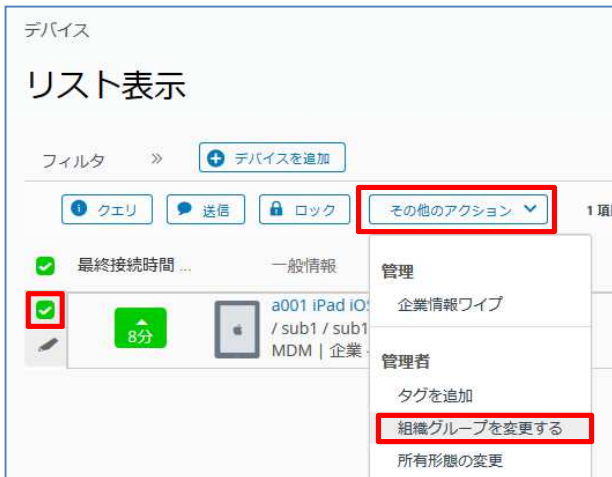 デバイス
リスト表示
フィルタ » デバイスを追加
クエリ 送信 ロック その他のアクション 1 項
最終接続時間 ... 一般情報
管理
企業情報ワイプ
8分
a001 iPad iO
/ sub1 / sub1
MDM | 企業 -
管理者
タグを追加
組織グループを変更する
所有形態の変更